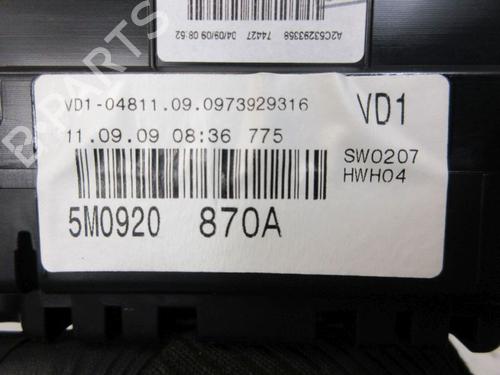 A2C53293358 74427 04/09/09 08:52
VD1-04811.09.0973929316
VD1
11.09.09 08:36 775
SW0207
HWH04
5M0920 870A
B-PARTS